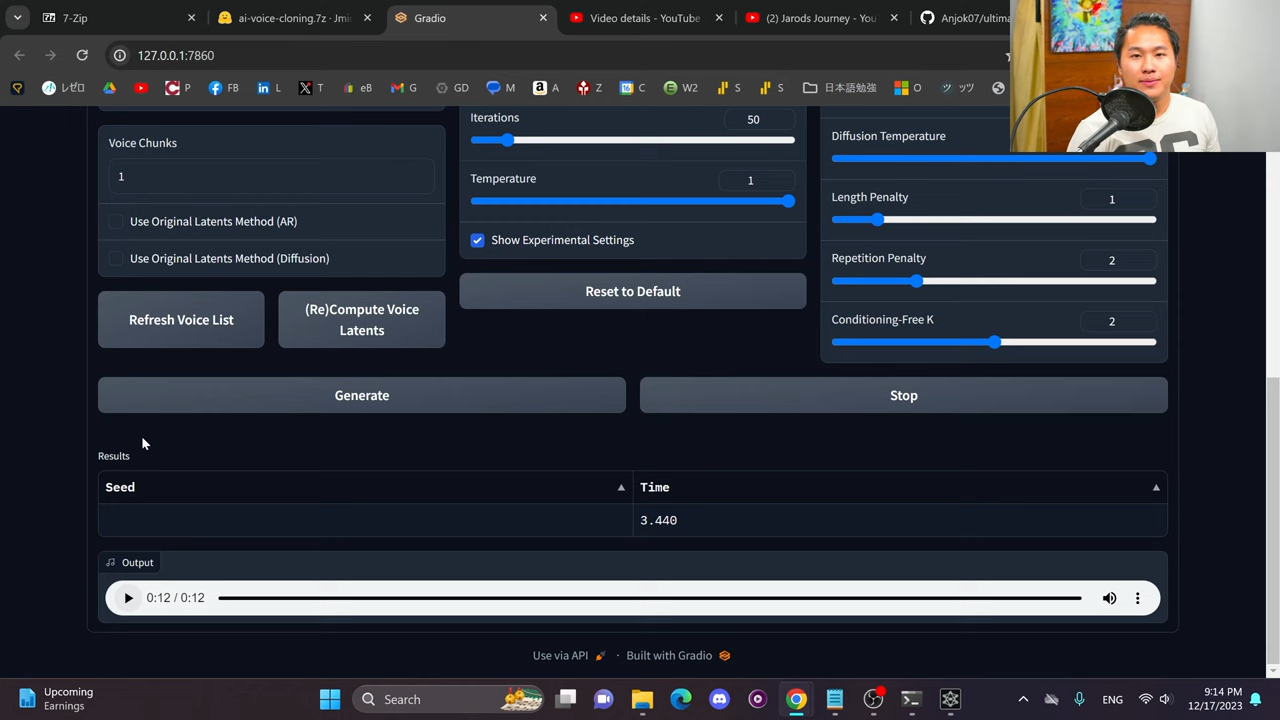 7-Zip
ai-voice-cloning.7z · Jmic
Gradio
Video details - YouTube
(2) Jarods Journey - You
Anjok07/ultima
127.0.0.1:7860
レゼロ
P
FB
L
T
eB
G
GD
M
A
Z
C
W2
S
S
日本語勉強
O
ッツ
Voice Chunks
1
Use Original Latents Method (AR)
Use Original Latents Method (Diffusion)
Refresh Voice List
(Re)Compute Voice
Latents
Iterations
50
Temperature
1
Show Experimental Settings
Reset to Default
Diffusion Temperature
Length Penalty
1
Repetition Penalty
2
Conditioning-Free K
2
Generate
Stop
Results
Seed
Time
3.440
Output
0:12 / 0:12
Use via API · Built with Gradio
Upcoming
Earnings
Search
ENG
9:14 PM
12/17/2023